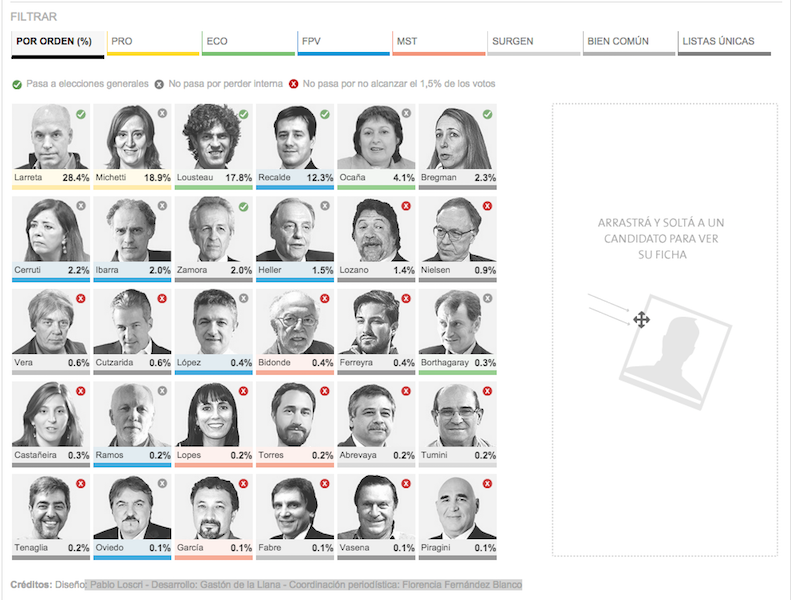 FILTRAR
POR ORDEN (%) PRO ECO FPV MST SURGEN BIEN COMÚN LISTAS ÚNICAS
Pasa a elecciones generales No pasa por perder interna No pasa por no alcanzar el 1,5% de los votos
Larreta 28.4% Michetti 18.9% Lousteau 17.8% Recalde 12.3% Ocaña 4.1% Bregman 2.3%
Cerruti 2.2% Ibarra 2.0% Zamora 2.0% Heller 1.5% Lozano 1.4% Nielsen 0.9%
ARRASTRÁ Y SOLTÁ A UN
CANDIDATO PARA VER
SU FICHA
Vera 0.6% Cutzarida 0.6% López 0.4% Bidonde 0.4% Ferreyra 0.4% Borthagaray 0.3%
Castañeira 0.3% Ramos 0.2% Lopes 0.2% Torres 0.2% Abrevaya 0.2% Tumini 0.2%
Tenaglia 0.2% Oviedo 0.1% García 0.1% Fabre 0.1% Vasena 0.1% Piragini 0.1%
Créditos: Diseño: Pablo Loscri - Desarrollo: Gastón de la Llana - Coordinación periodística: Florencia Fernández Blanco